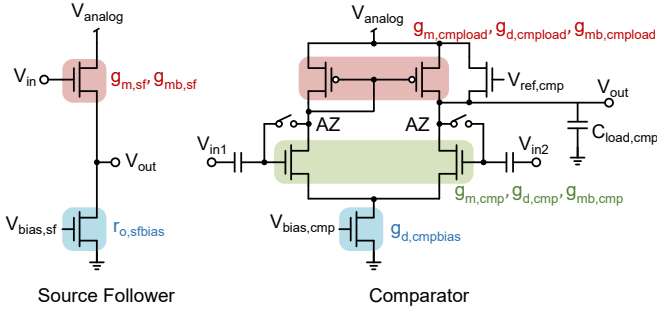 V_analog
V_in
g_m,sf, g_mb,sf
V_out
V_bias,sf
r_o,sfbias
Source Follower
V_analog
g_m,cmpload, g_d,cmpload, g_mb,cmpload
V_ref,cmp
V_out
C_load,cmp
AZ
AZ
V_in1
V_in2
g_m,cmp, g_d,cmp, g_mb,cmp
V_bias,cmp
g_d,cmpbias
Comparator